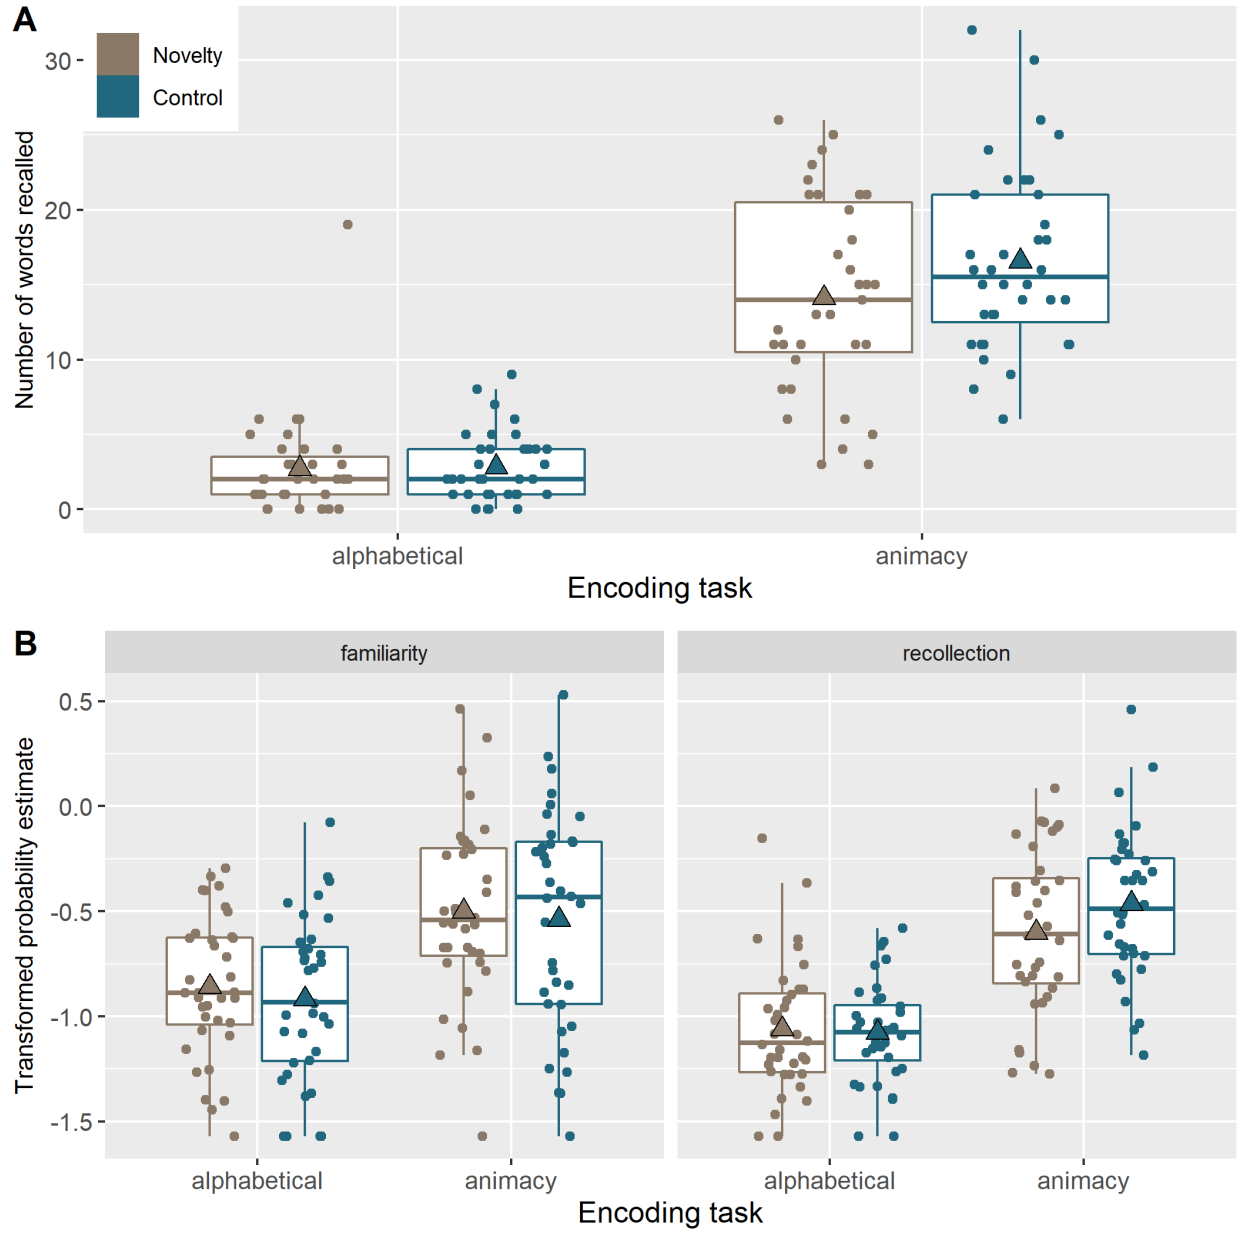 A
Novelty
Control
Number of words recalled
30
20
10
0
alphabetical animacy
Encoding task
B
familiarity recollection
Transformed probability estimate
0.5
0.0
-0.5
-1.0
-1.5
alphabetical animacy alphabetical animacy
Encoding task